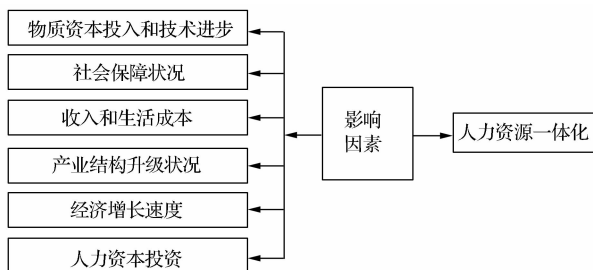 物质资本投入和技术进步
社会保障状况
收入和生活成本
产业结构升级状况
经济增长速度
人力资本投资
影响
因素
人力资源一体化